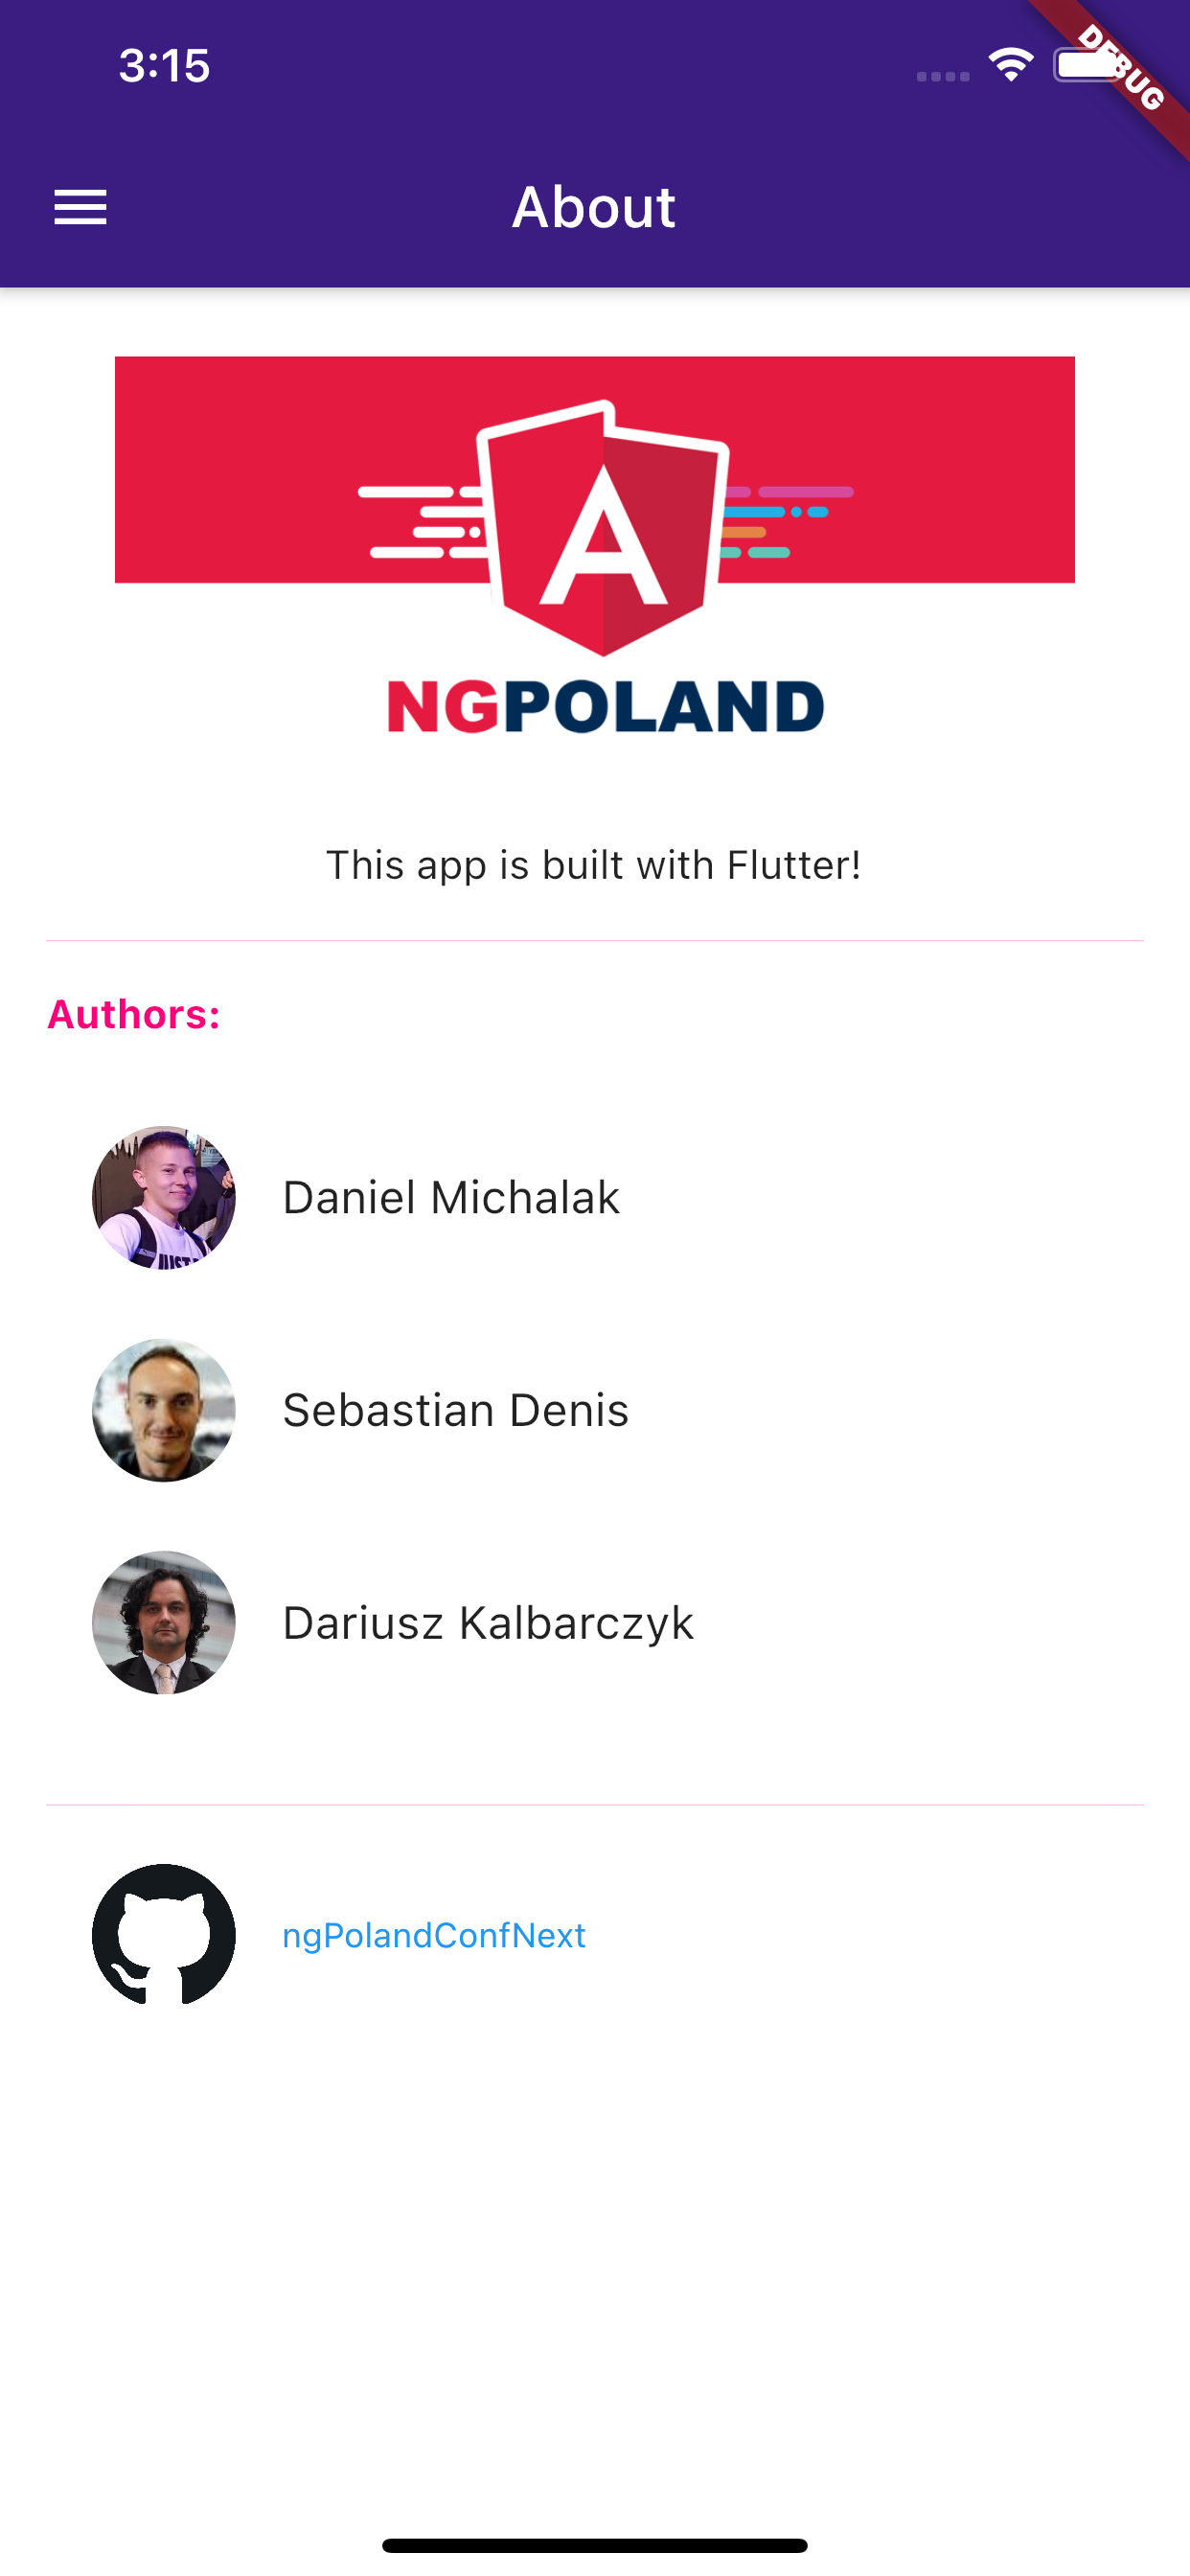 3:15
DEBUG
About
A
NGPOLAND
This app is built with Flutter!
Authors:
Daniel Michalak
Sebastian Denis
Dariusz Kalbarczyk
ngPolandConfNext